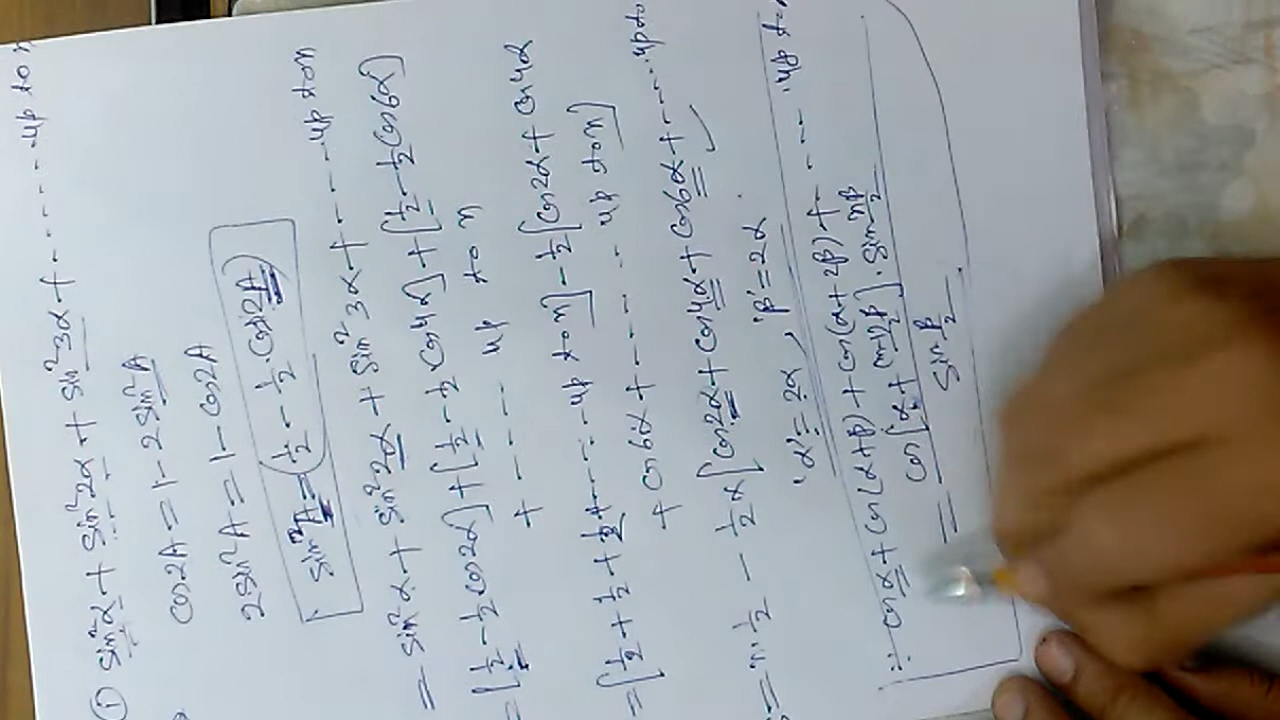 ① sin²α + sin²2α + sin²3α + ------ up to n
cos2A = 1 - 2sin²A
2sin²A = 1 - cos2A
sin²A = (1/2 - 1/2 · cos2A)
= sin²α + sin²2α + sin²3α + ---- up to n
= [1/2 - 1/2 cos2α] + [1/2 - 1/2 cos4α] + [1/2 - 1/2 cos6α]
+ ---- up to n
= [1/2 + 1/2 + 1/2 + ---- up to n] - 1/2 [cos2α + cos4α
+ cos6α + ------ up to n]
= n·1/2 - 1/2 × [cos2α + cos4α + cos6α + ---- up to
'α' = 2α, 'β' = 2α
∴ cosα + cos(α+β) + cos(α+2β) + ---- up to n
= cos[α + (n-1)β/2] · sin nβ/2 / sin β/2